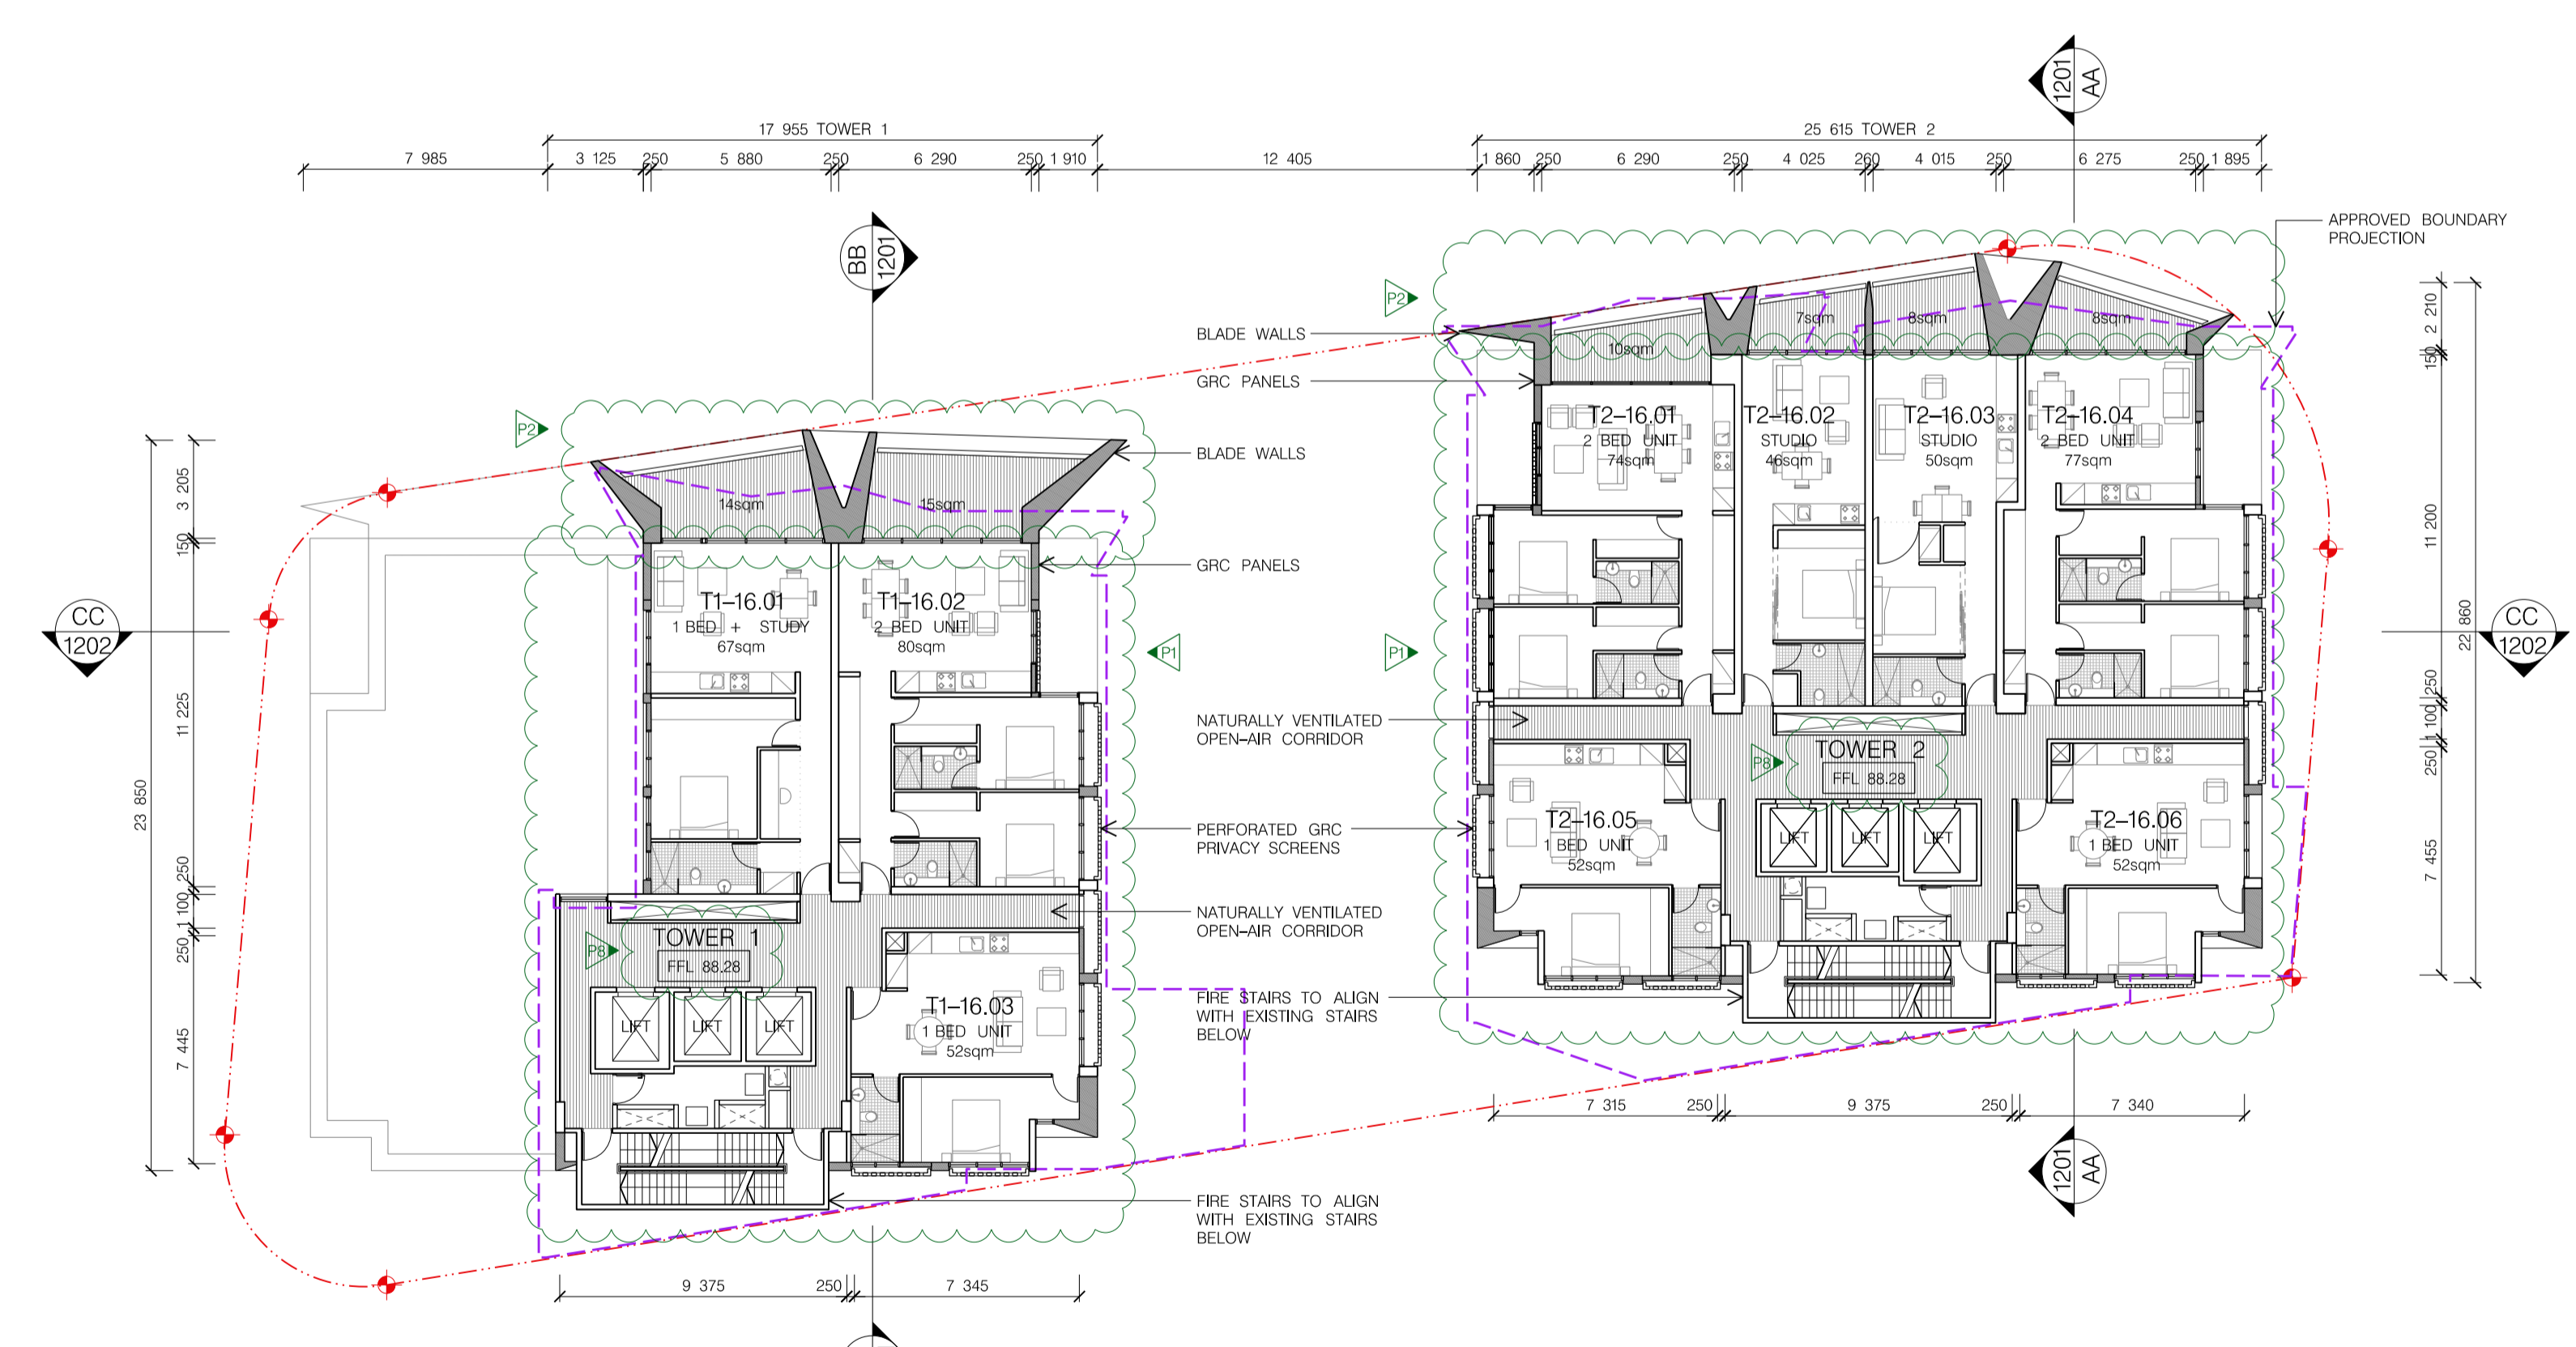 1201
AA
17 955 TOWER 1
25 615 TOWER 2
7 985
3 125
250
5 880
250
6 290
250
1 910
12 405
1 860
250
6 290
250
4 025
260
4 015
250
6 275
250
1 895
APPROVED BOUNDARY
PROJECTION
BB
1201
P2
BLADE WALLS
GRC PANELS
7sqm
8sqm
8sqm
10sqm
2 210
150
T2-16.01
2 BED UNIT
74sqm
T2-16.02
STUDIO
46sqm
T2-16.03
STUDIO
50sqm
T2-16.04
2 BED UNIT
77sqm
P2
BLADE WALLS
14sqm
15sqm
3 205
150
11 200
GRC PANELS
T1-16.01
1 BED + STUDY
67sqm
T1-16.02
2 BED UNIT
80sqm
CC
1202
CC
1202
22 860
P1
P1
11 225
23 850
NATURALLY VENTILATED
OPEN-AIR CORRIDOR
250
1 100
250
TOWER 2
FFL 88.28
P8
PERFORATED GRC
PRIVACY SCREENS
T2-16.05
1 BED UNIT
52sqm
LIFT
LIFT
LIFT
T2-16.06
1 BED UNIT
52sqm
7 455
250
1 100
250
NATURALLY VENTILATED
OPEN-AIR CORRIDOR
TOWER 1
FFL 88.28
P8
FIRE STAIRS TO ALIGN
WITH EXISTING STAIRS
BELOW
T1-16.03
1 BED UNIT
52sqm
LIFT
LIFT
LIFT
7 445
7 315
250
9 375
250
7 340
1201
AA
FIRE STAIRS TO ALIGN
WITH EXISTING STAIRS
BELOW
9 375
250
7 345